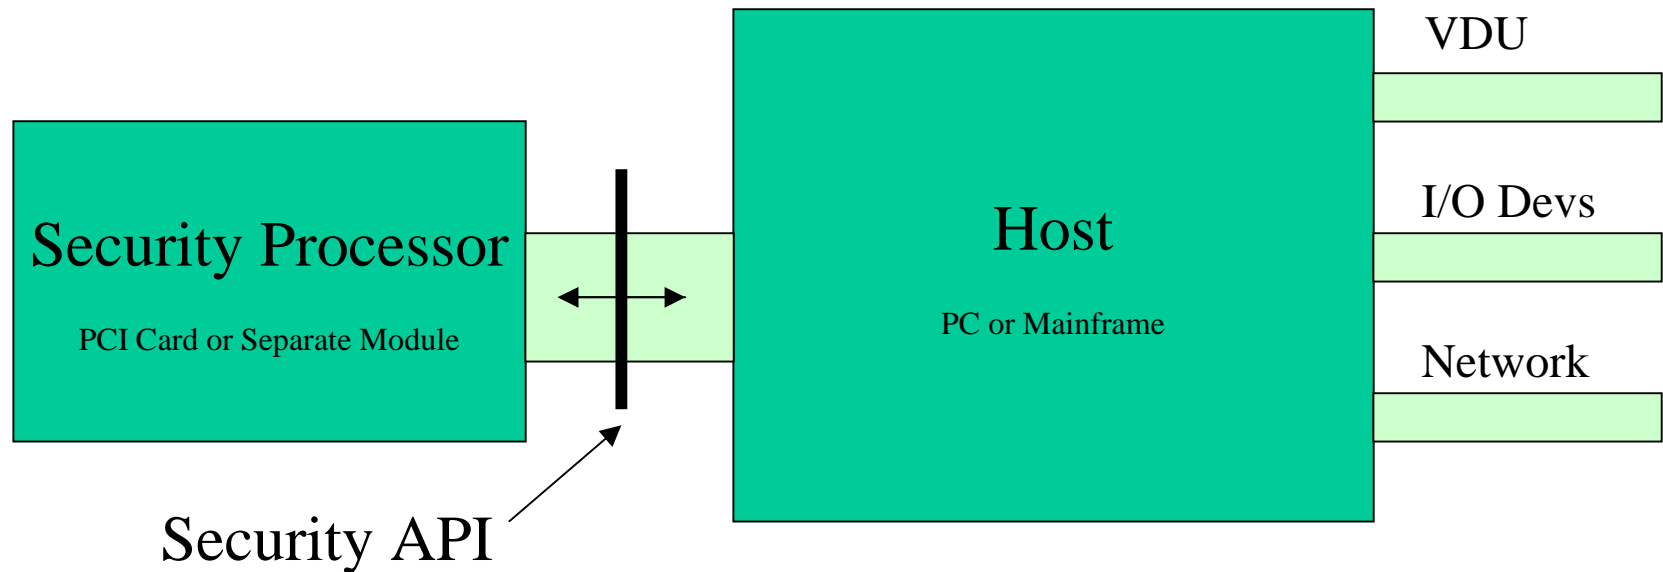 VDU
I/O Devs
Network
Host
PC or Mainframe
Security Processor
PCI Card or Separate Module
Security API